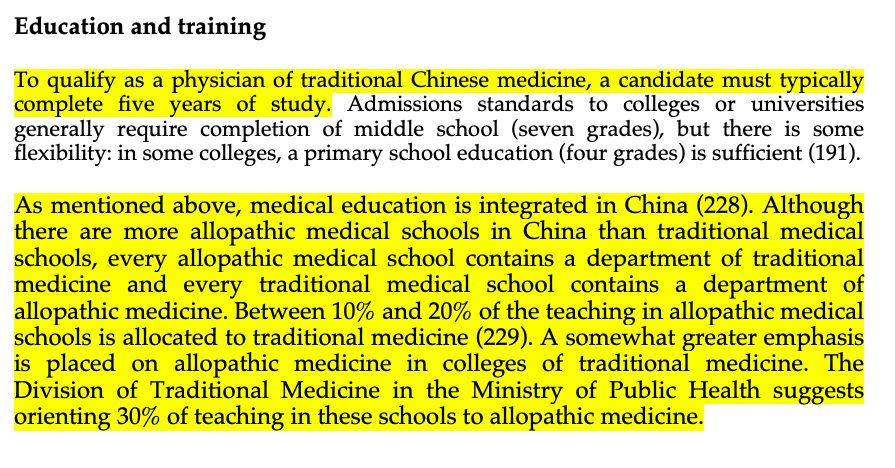 Education and training
To qualify as a physician of traditional Chinese medicine, a candidate must typically
complete five years of study. Admissions standards to colleges or universities
generally require completion of middle school (seven grades), but there is some
flexibility: in some colleges, a primary school education (four grades) is sufficient (191).
As mentioned above, medical education is integrated in China (228). Although
there are more allopathic medical schools in China than traditional medical
schools, every allopathic medical school contains a department of traditional
medicine and every traditional medical school contains a department of
allopathic medicine. Between 10% and 20% of the teaching in allopathic medical
schools is allocated to traditional medicine (229). A somewhat greater emphasis
is placed on allopathic medicine in colleges of traditional medicine. The
Division of Traditional Medicine in the Ministry of Public Health suggests
orienting 30% of teaching in these schools to allopathic medicine.